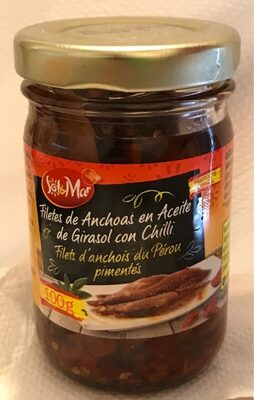 Sol & Mar
Filetes de Anchoas en Aceite
de Girasol con Chilli
Filets d'anchois du Pérou
pimentés
100g